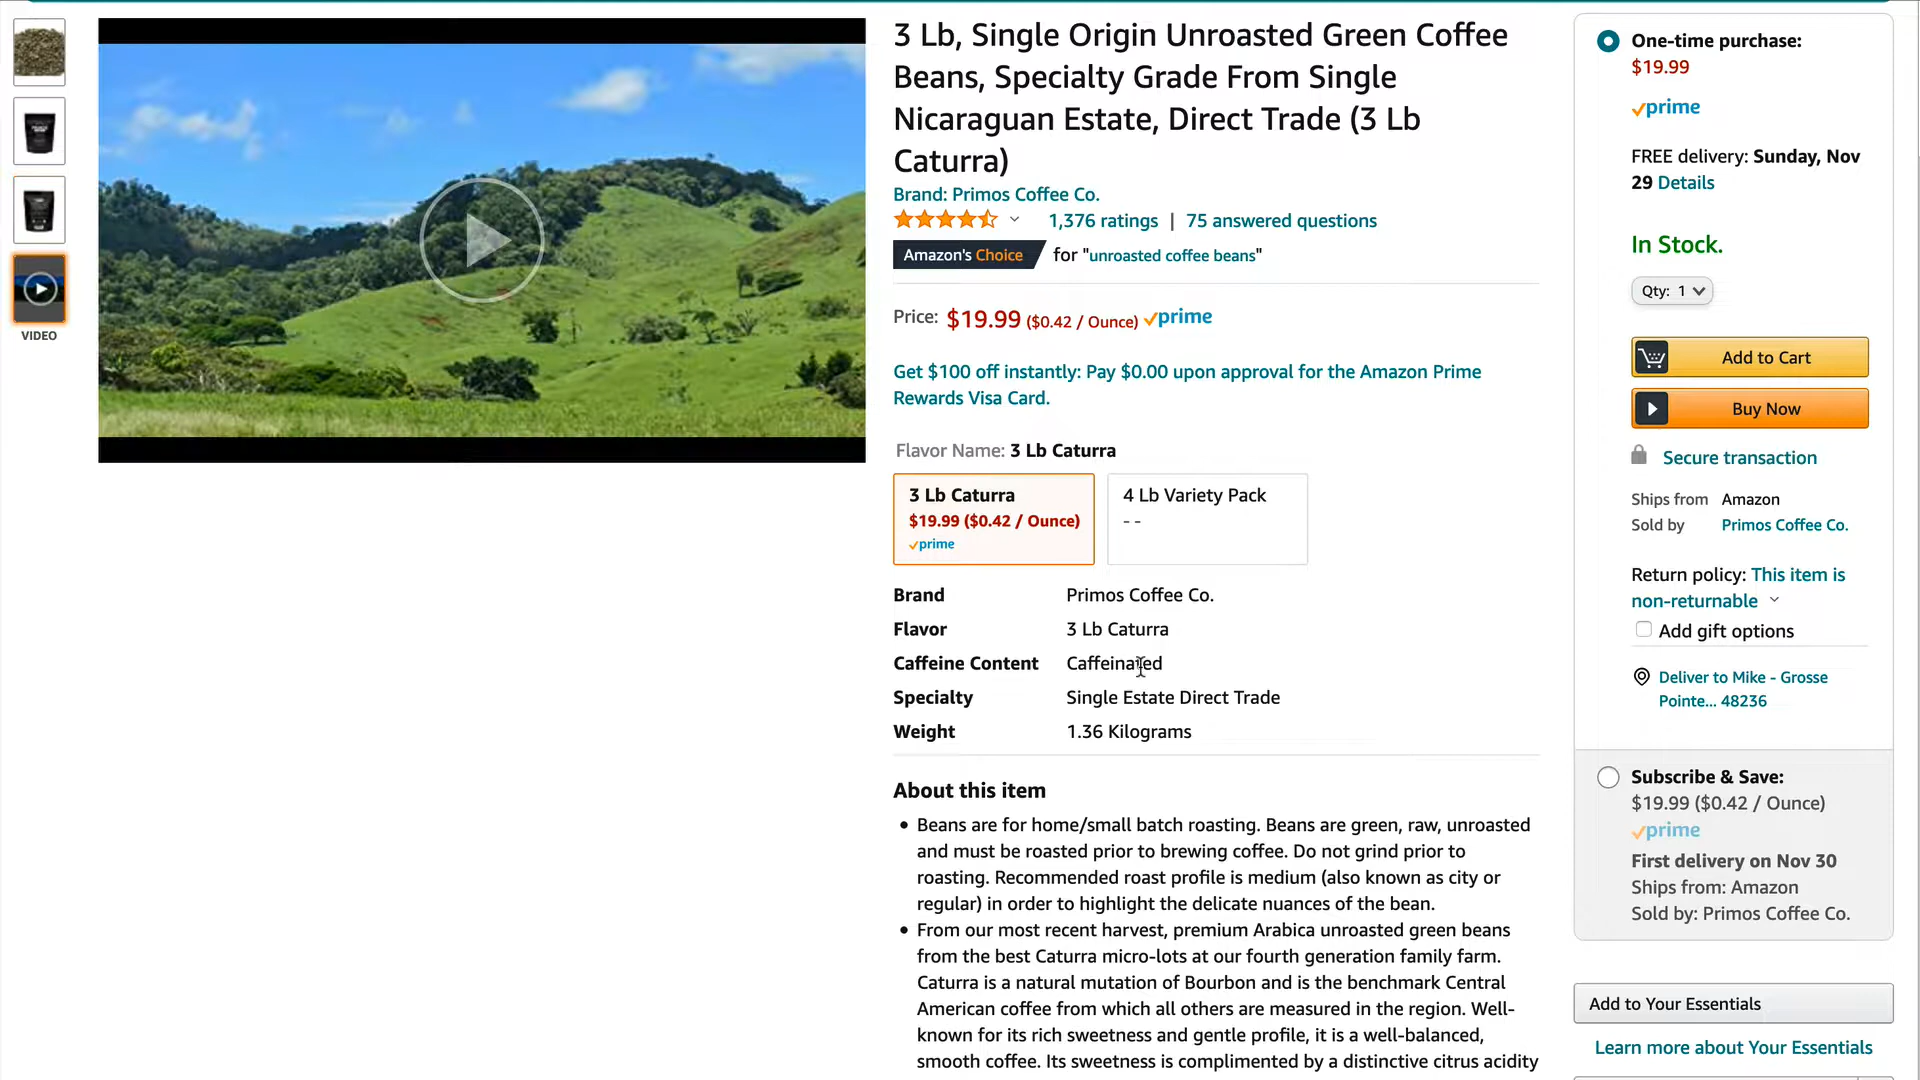 VIDEO
3 Lb, Single Origin Unroasted Green Coffee
Beans, Specialty Grade From Single
Nicaraguan Estate, Direct Trade (3 Lb
Caturra)
Brand: Primos Coffee Co.
1,376 ratings | 75 answered questions
Amazon's Choice for "unroasted coffee beans"
Price: $19.99 ($0.42 / Ounce) prime
Get $100 off instantly: Pay $0.00 upon approval for the Amazon Prime
Rewards Visa Card.
Flavor Name: 3 Lb Caturra
3 Lb Caturra
$19.99 ($0.42 / Ounce)
prime
4 Lb Variety Pack
- -
Brand Primos Coffee Co.
Flavor 3 Lb Caturra
Caffeine Content Caffeinated
Specialty Single Estate Direct Trade
Weight 1.36 Kilograms
About this item
• Beans are for home/small batch roasting. Beans are green, raw, unroasted
and must be roasted prior to brewing coffee. Do not grind prior to
roasting. Recommended roast profile is medium (also known as city or
regular) in order to highlight the delicate nuances of the bean.
• From our most recent harvest, premium Arabica unroasted green beans
from the best Caturra micro-lots at our fourth generation family farm.
Caturra is a natural mutation of Bourbon and is the benchmark Central
American coffee from which all others are measured in the region. Well-
known for its rich sweetness and gentle profile, it is a well-balanced,
smooth coffee. Its sweetness is complimented by a distinctive citrus acidity
One-time purchase:
$19.99
prime
FREE delivery: Sunday, Nov
29 Details
In Stock.
Qty: 1
Add to Cart
Buy Now
Secure transaction
Ships from Amazon
Sold by Primos Coffee Co.
Return policy: This item is
non-returnable
Add gift options
Deliver to Mike - Grosse
Pointe... 48236
Subscribe & Save:
$19.99 ($0.42 / Ounce)
prime
First delivery on Nov 30
Ships from: Amazon
Sold by: Primos Coffee Co.
Add to Your Essentials
Learn more about Your Essentials